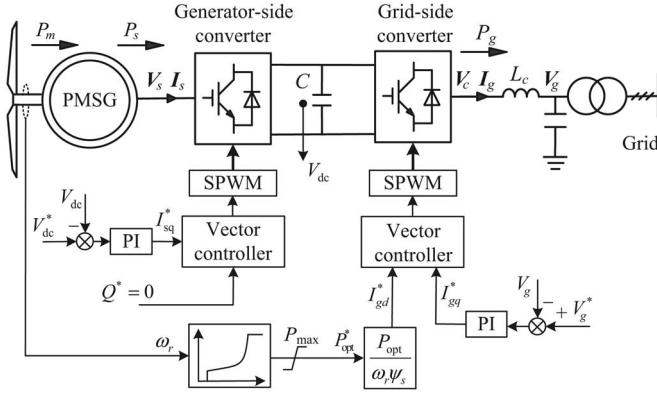 Generator-side converter
Grid-side converter
P_m
P_s
P_g
PMSG
V_s I_s
C
V_dc
V_c I_g
L_c
V_g
Grid
SPWM
SPWM
V_dc
V*_dc
−
PI
I*_sq
Vector controller
Vector controller
Q* = 0
I*_gd
I*_gq
PI
V_g
−
+ V*_g
ω_r
P_max
P*_opt
P_opt
ω_r ψ_s